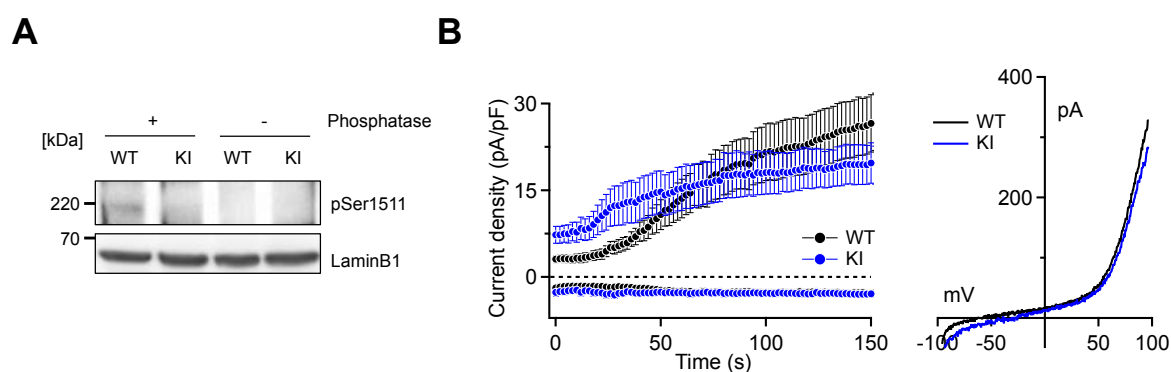 A
+ - Phosphatase
[kDa] WT KI WT KI
220 pSer1511
70
LaminB1
B
Current density (pA/pF)
30
15
0
WT
KI
0 50 100 150
Time (s)
400
pA
WT
KI
200
mV
-100 -50 0 50 100